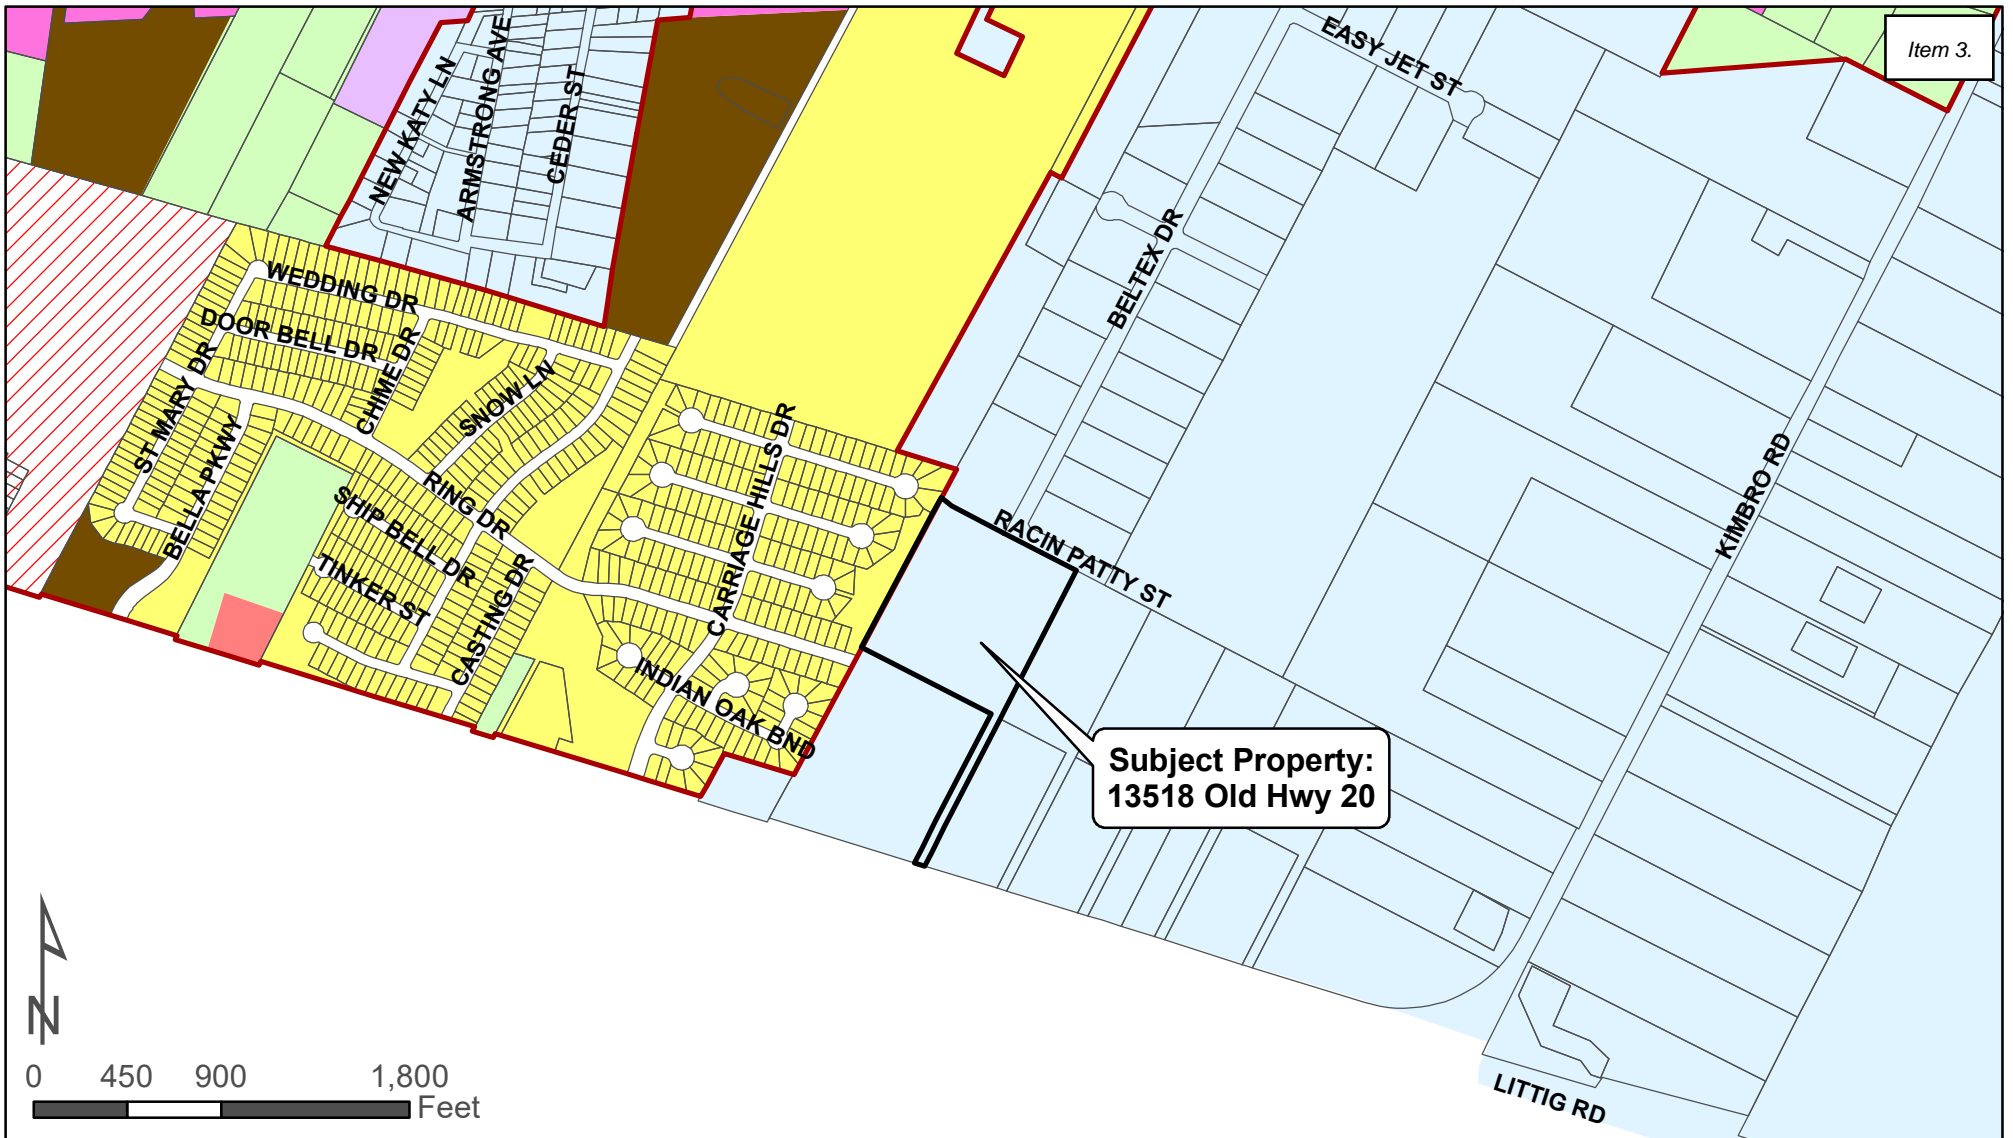 Item 3.
EASY JET ST
NEW KATY LN
ARMSTRONG AVE
CEDER ST
BELTEX DR
WEDDING DR
DOOR BELL DR
CHIME DR
ST MARY DR
BELLA PKWY
SNOW LN
RING DR
SHIP BELL DR
TINKER ST
CASTING DR
CARRIAGE HILLS DR
INDIAN OAK BND
RACIN PATTY ST
KIMBRO RD
Subject Property:
13518 Old Hwy 20
LITTIG RD
N
0 450 900 1,800
Feet